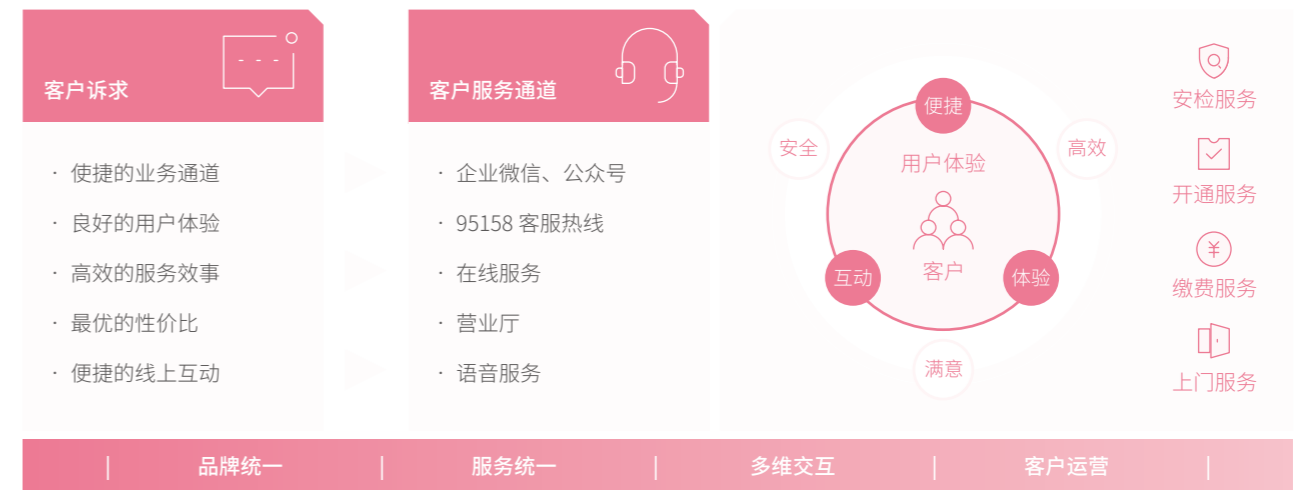 客户诉求
· 使捷的业务通道
· 良好的用户体验
· 高效的服务效事
· 最优的性价比
· 便捷的线上互动
客户服务通道
· 企业微信、公众号
· 95158 客服热线
· 在线服务
· 营业厅
· 语音服务
便捷
安全
高效
用户体验
客户
互动
体验
满意
安检服务
开通服务
¥
缴费服务
上门服务
品牌统一
服务统一
多维交互
客户运营